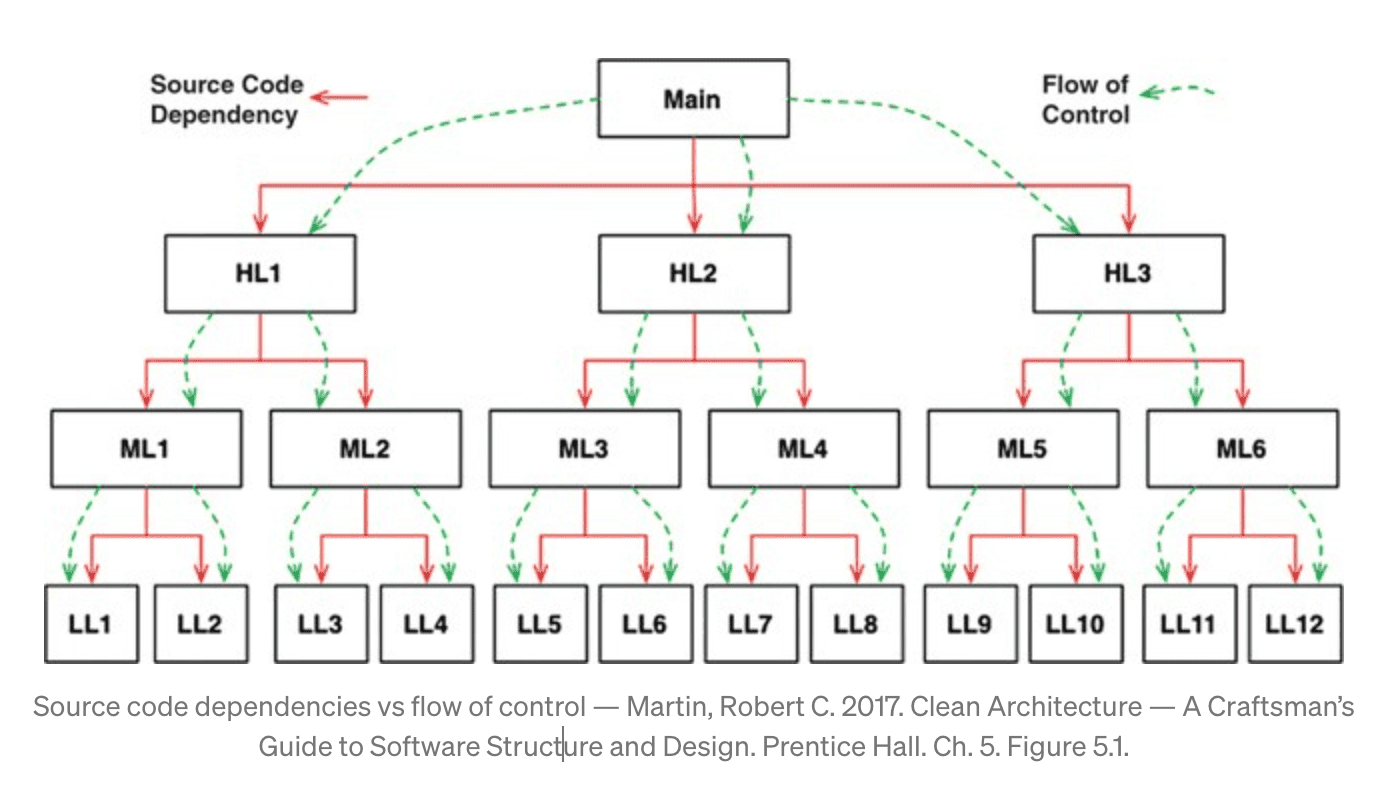 Source Code
Dependency
Main
Flow of
Control
HL1 HL2 HL3
ML1 ML2 ML3 ML4 ML5 ML6
LL1 LL2 LL3 LL4 LL5 LL6 LL7 LL8 LL9 LL10 LL11 LL12
Source code dependencies vs flow of control — Martin, Robert C. 2017. Clean Architecture — A Craftsman’s
Guide to Software Structure and Design. Prentice Hall. Ch. 5. Figure 5.1.